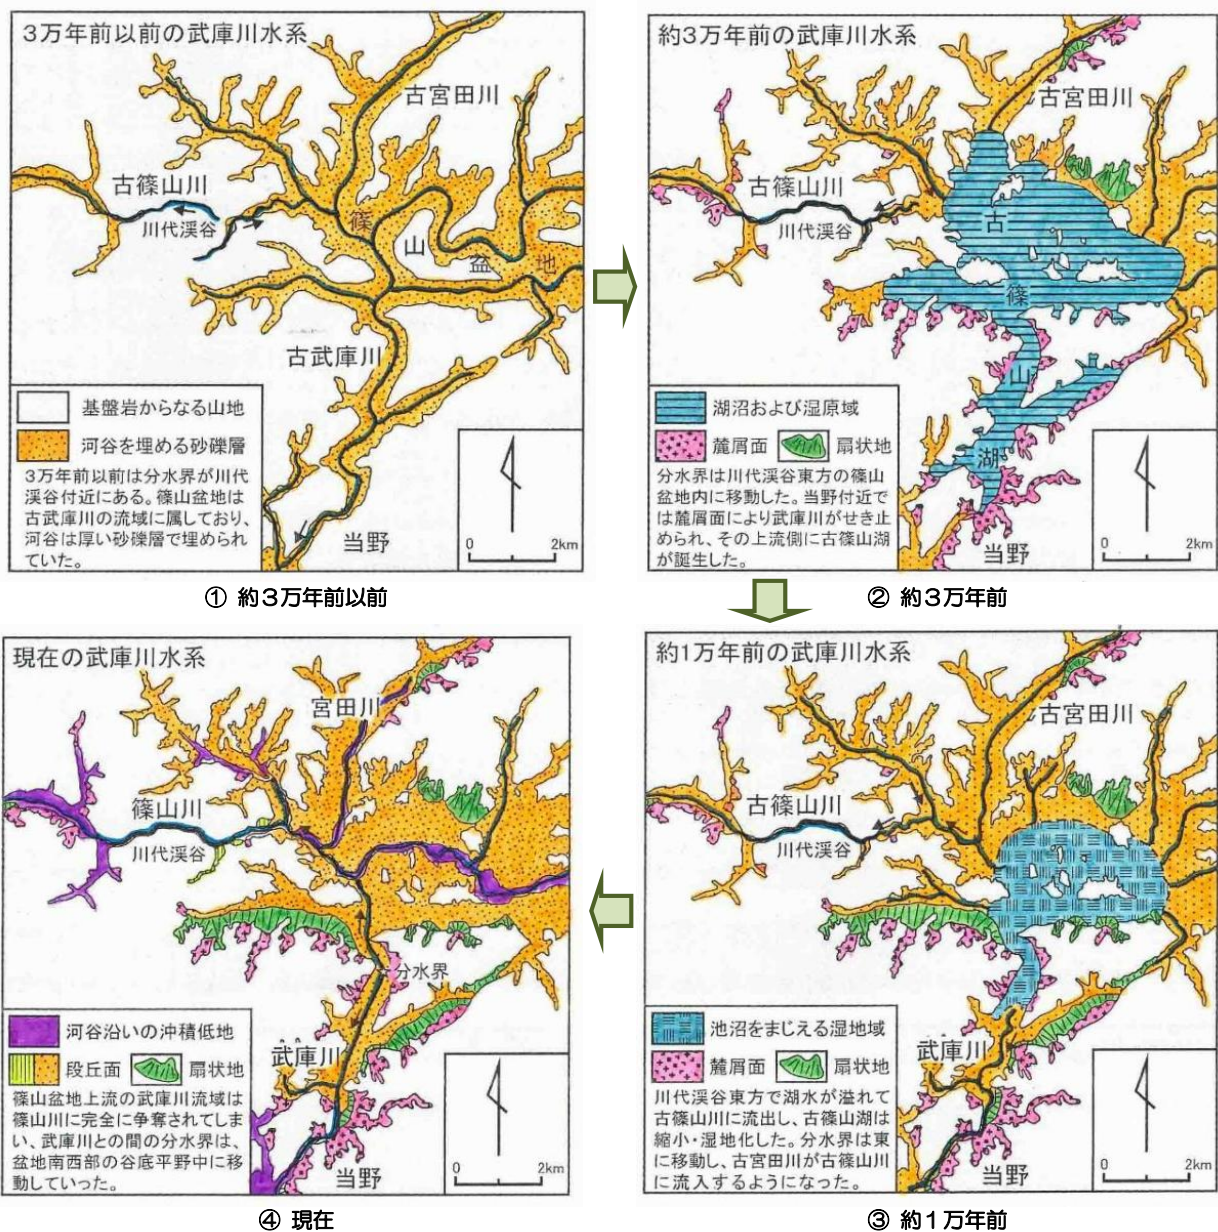 3万年前以前の武庫川水系
古宮田川
古篠山川
川代渓谷
篠
山
盆
地
古武庫川
基盤岩からなる山地
河谷を埋める砂礫層
3万年前以前は分水界が川代
渓谷付近にある。篠山盆地は
古武庫川の流域に属しており、
河谷は厚い砂礫層で埋められ
ていた。
当野
0 2km
① 約3万年前以前
約3万年前の武庫川水系
古宮田川
古篠山川
川代渓谷
古
篠
山
湖
湖沼および湿原域
麓屑面 扇状地
分水界は川代渓谷東方の篠山
盆地内に移動した。当野付近で
は麓屑面により武庫川がせき止
められ、その上流側に古篠山湖
が誕生した。
当野
0 2km
② 約3万年前
約1万年前の武庫川水系
古宮田川
古篠山川
川代渓谷
武庫川
池沼をまじえる湿地域
麓屑面 扇状地
川代渓谷東方で湖水が溢れて
古篠山川に流出し、古篠山湖は
縮小・湿地化した。分水界は東
に移動し、古宮田川が古篠山川
に流入するようになった。
当野
0 2km
③ 約1万年前
現在の武庫川水系
宮田川
篠山川
川代渓谷
分水界
武庫川
河谷沿いの沖積低地
段丘面 扇状地
篠山盆地上流の武庫川流域は
篠山川に完全に争奪されてしま
い、武庫川との間の分水界は、
盆地南西部の谷底平野中に移
動していった。
当野
0 2km
④ 現在